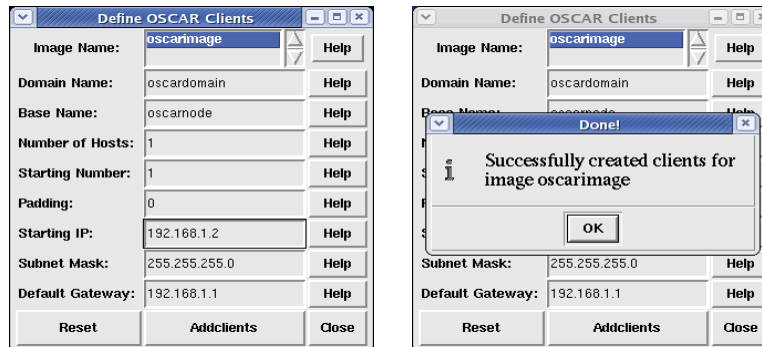 Define OSCAR Clients
Image Name: oscarimage Help
Domain Name: oscardomain Help
Base Name: oscarnode Help
Number of Hosts: 1 Help
Starting Number: 1 Help
Padding: 0 Help
Starting IP: 192.168.1.2 Help
Subnet Mask: 255.255.255.0 Help
Default Gateway: 192.168.1.1 Help
Reset Addclients Close
Define OSCAR Clients
Image Name: oscarimage Help
Domain Name: oscardomain Help
Base Name: oscarnode Help
Done!
Successfully created clients for
image oscarimage
OK
Subnet Mask: 255.255.255.0 Help
Default Gateway: 192.168.1.1 Help
Reset Addclients Close